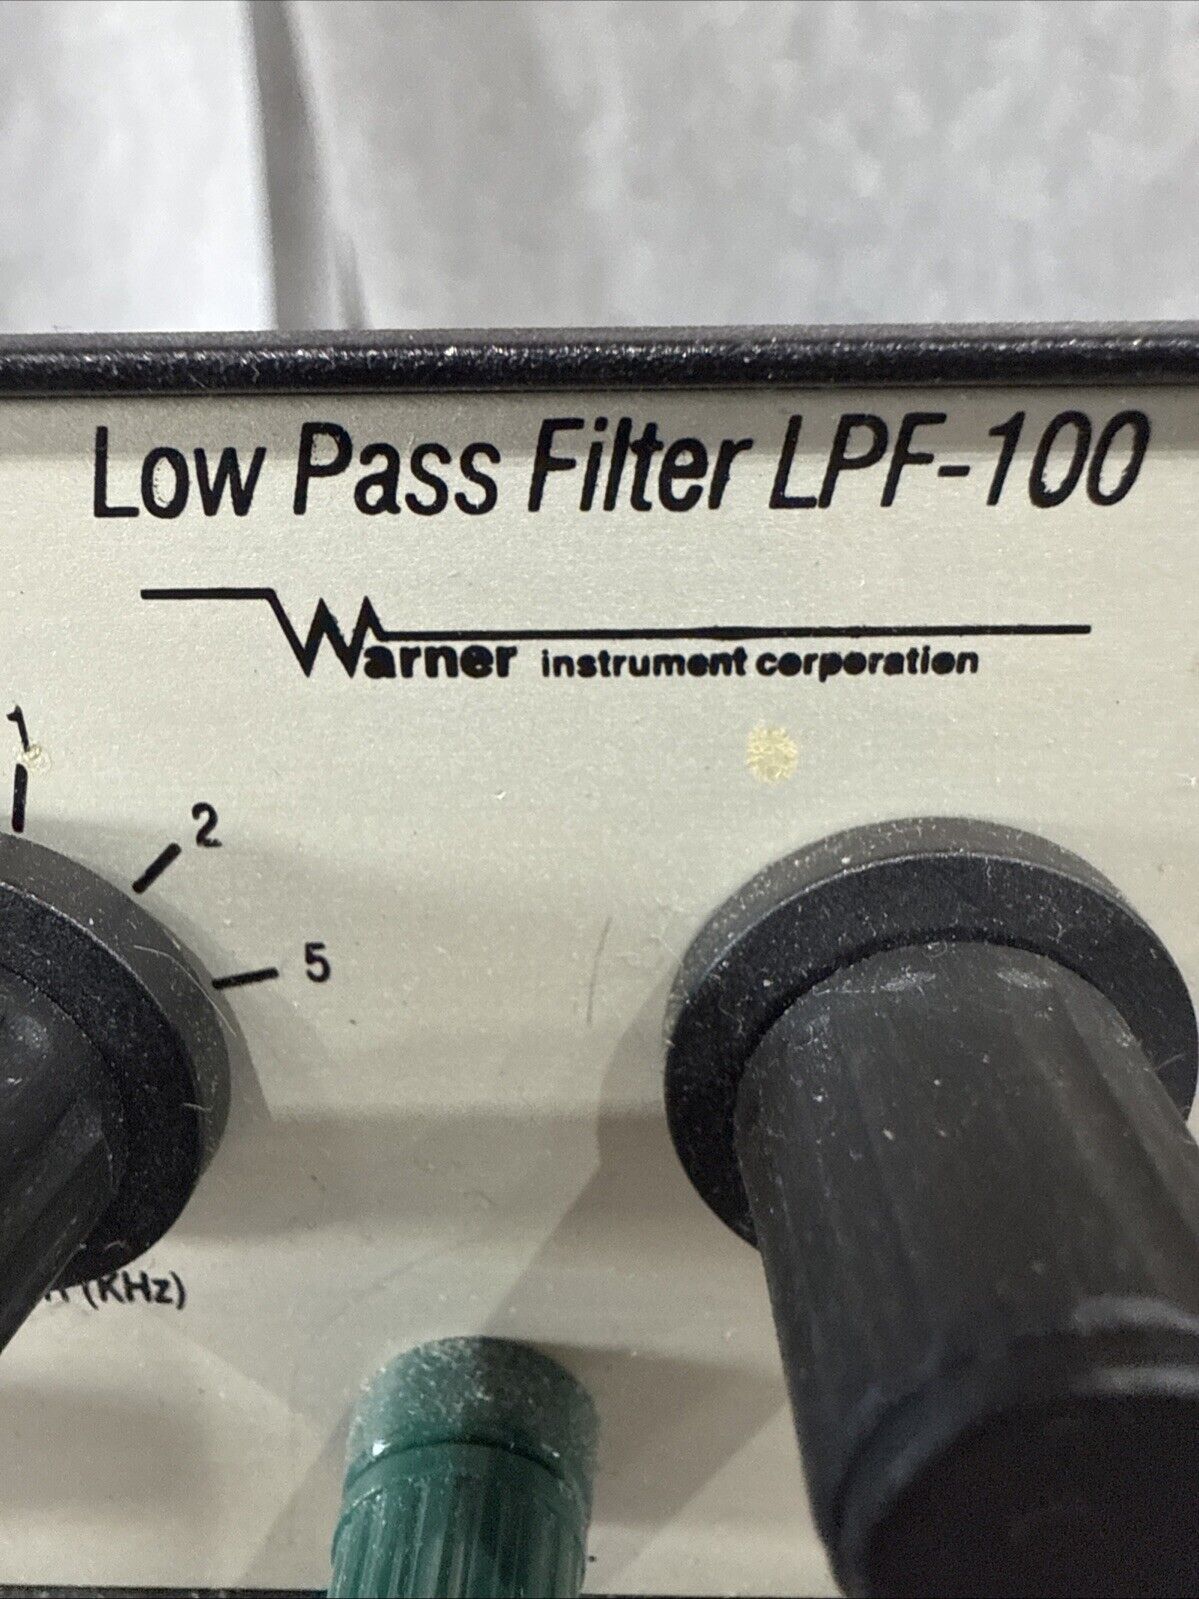 Low Pass Filter LPF-100
Warner instrument corporation
1
2
5
(KHz)